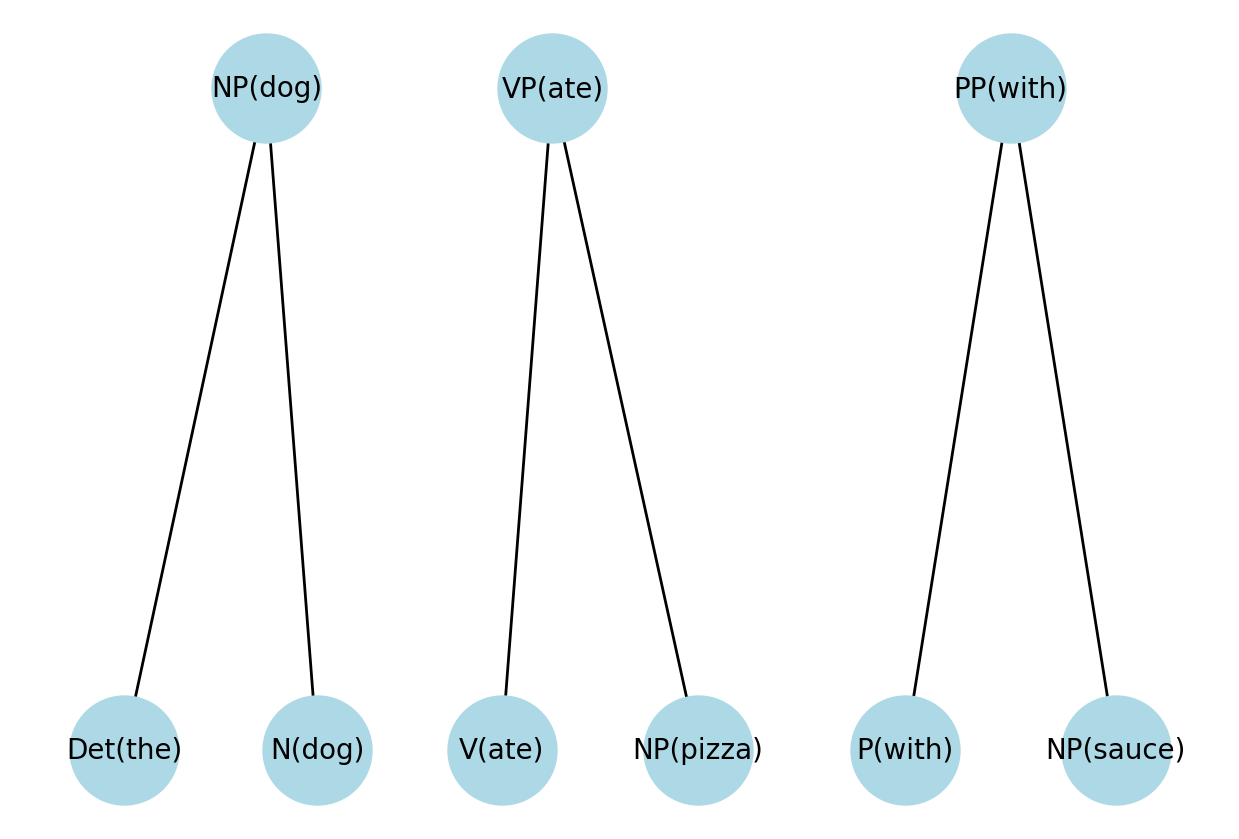 NP(dog) VP(ate) PP(with)
Det(the) N(dog) V(ate) NP(pizza) P(with) NP(sauce)